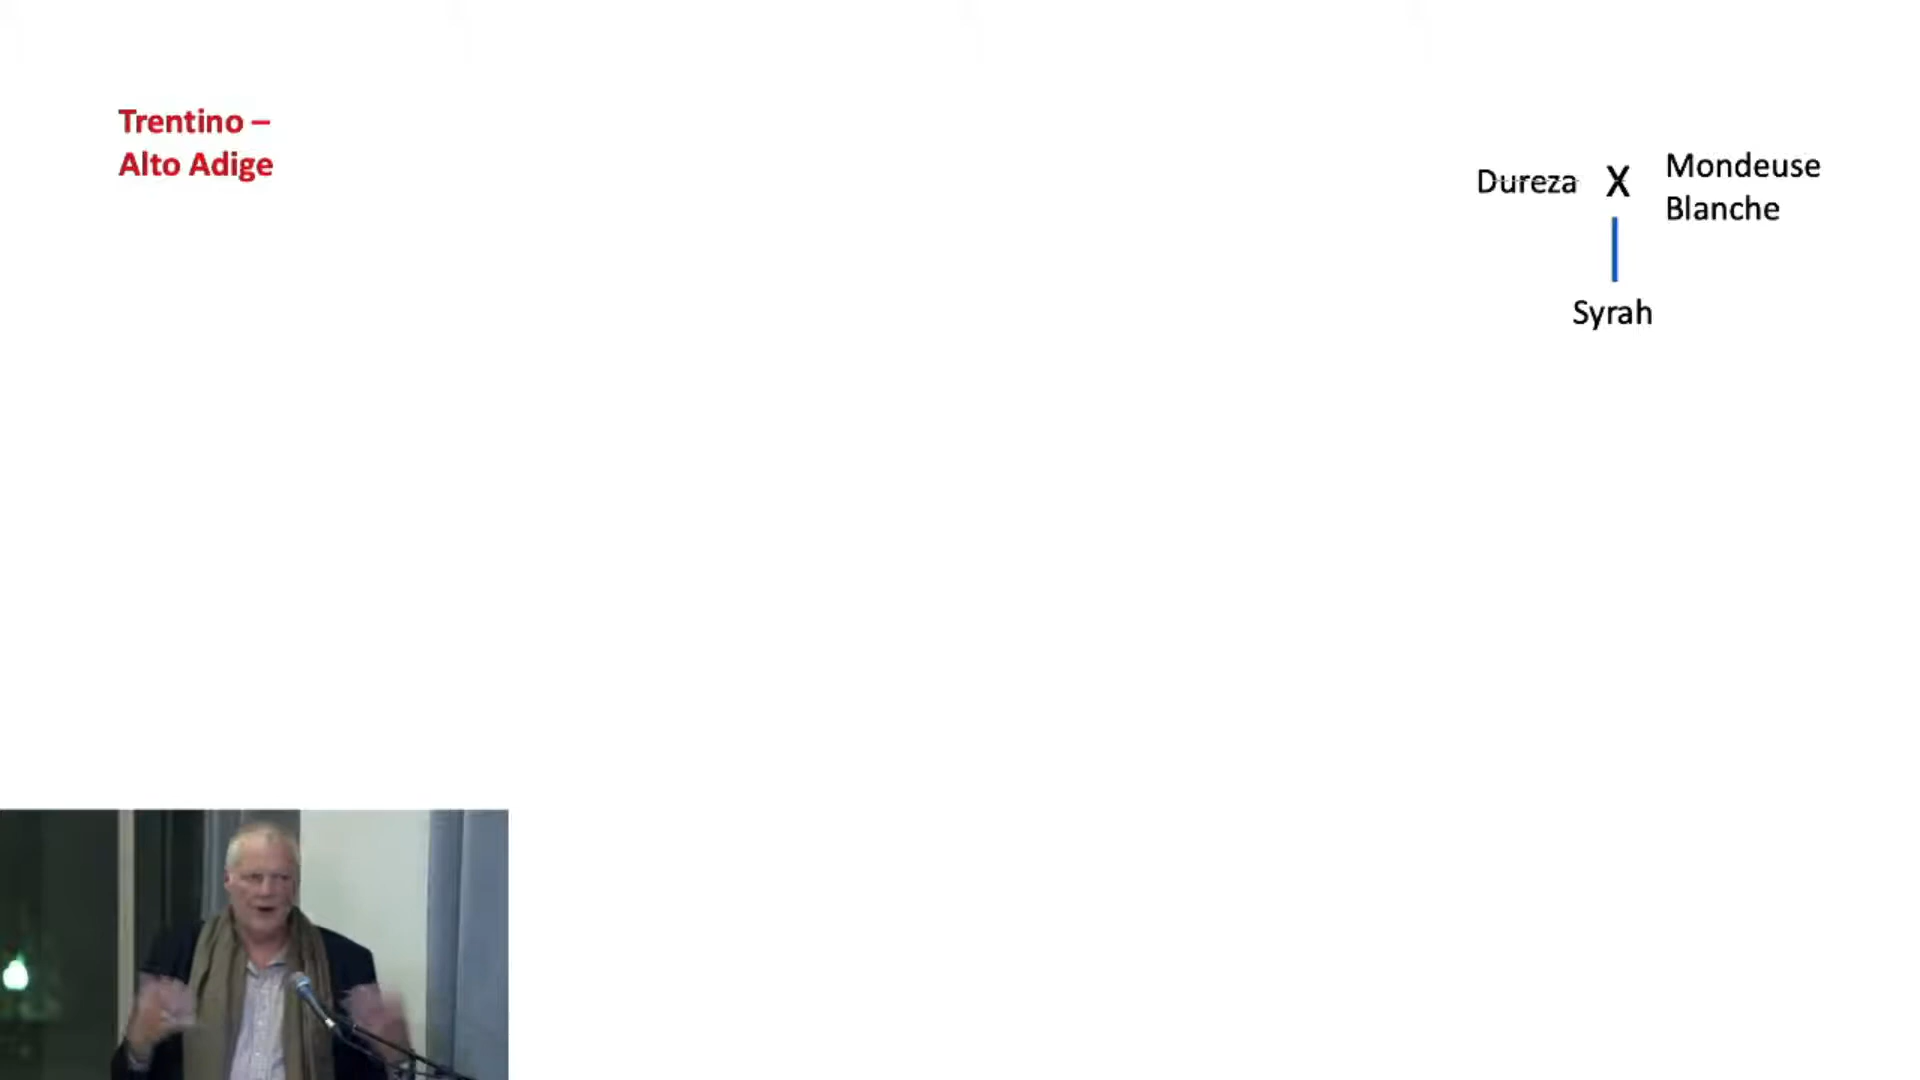 Trentino –
Alto Adige
Dureza X Mondeuse
Blanche
Syrah